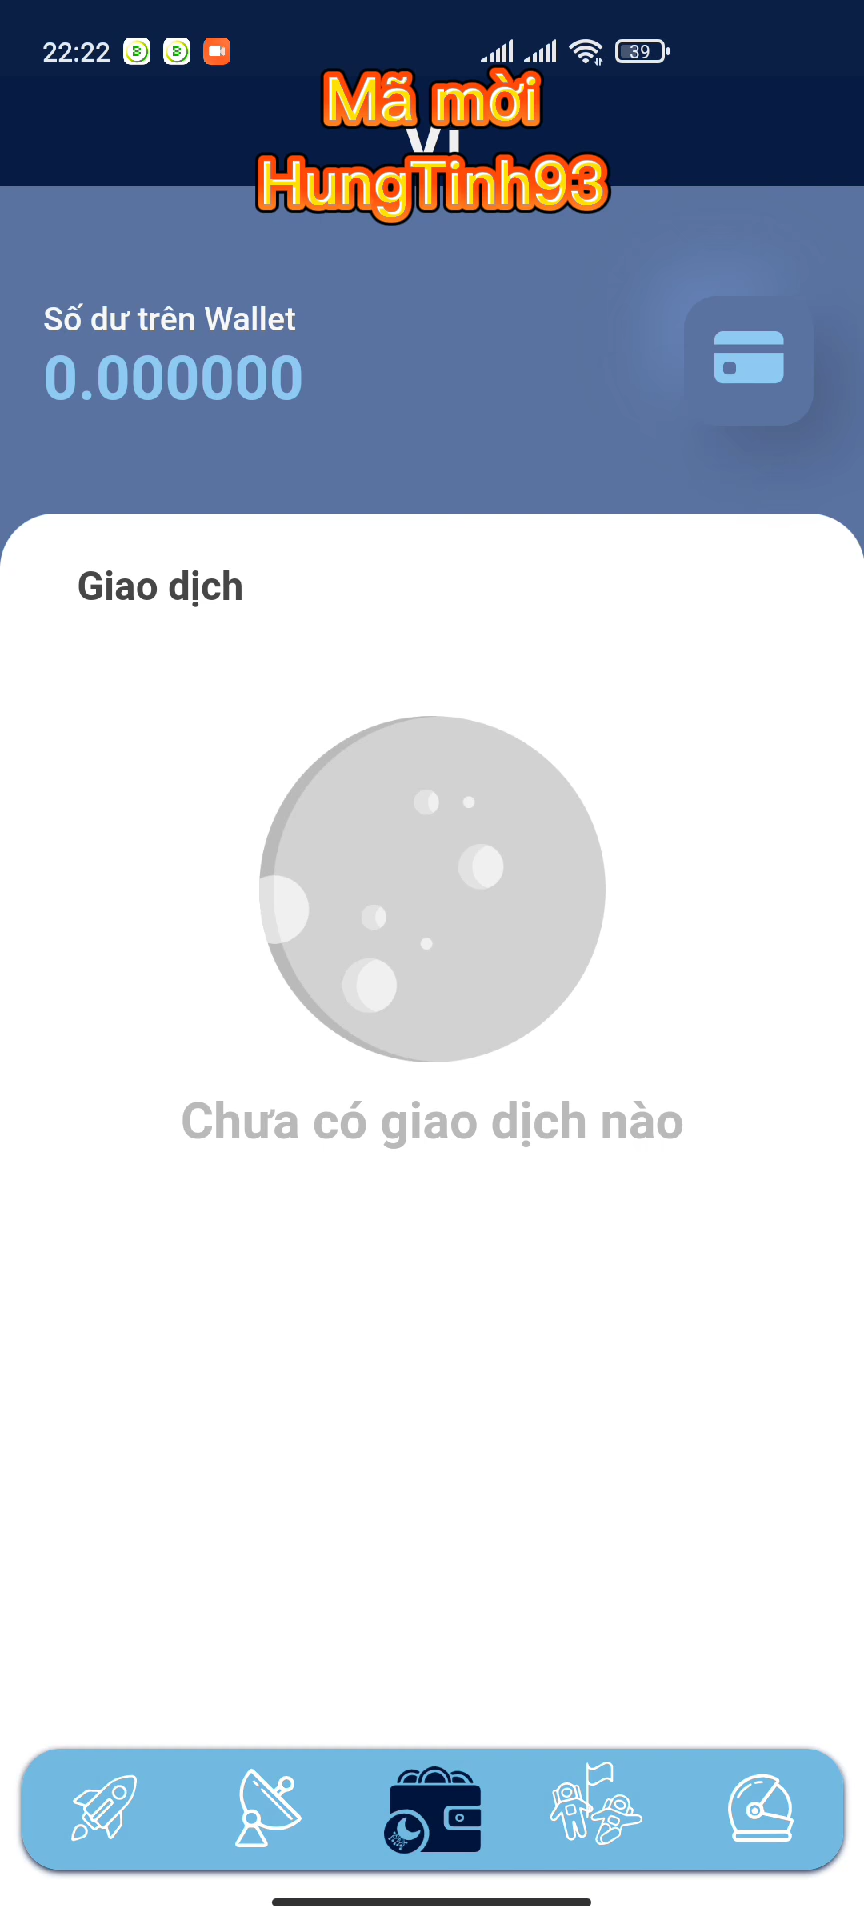 22:22
39
Mã mời
Ví
HungTinh93
Số dư trên Wallet
0.000000
Giao dịch
Chưa có giao dịch nào